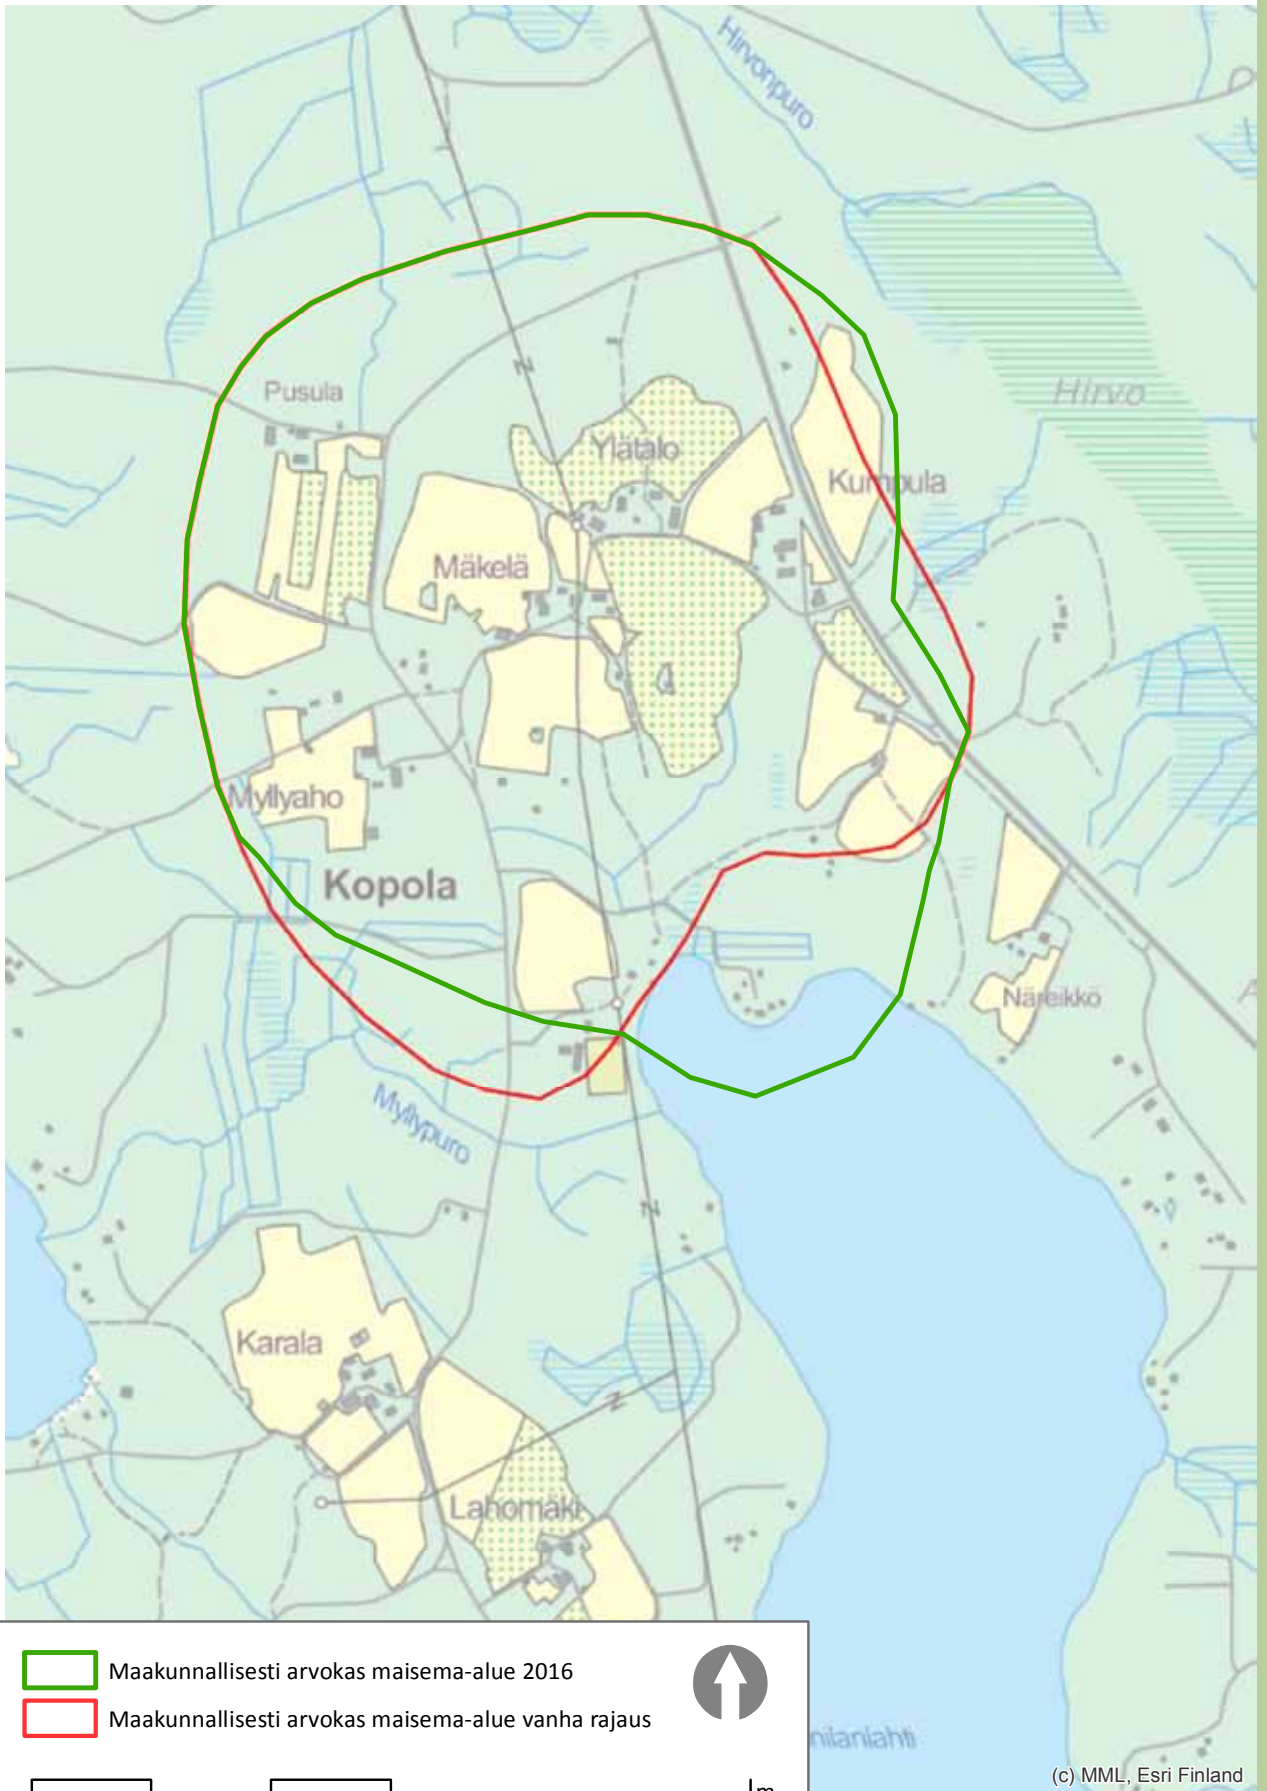 Hirvonpuro
Pusula
Hirvo
Ylätalo
Kumpula
Mäkelä
Myllyaho
Kopola
Näreikkö
Myllypuro
Karala
Lahomäki
Maakunnallisesti arvokas maisema-alue 2016
Maakunnallisesti arvokas maisema-alue vanha rajaus
nilanlahti
(c) MML, Esri Finland